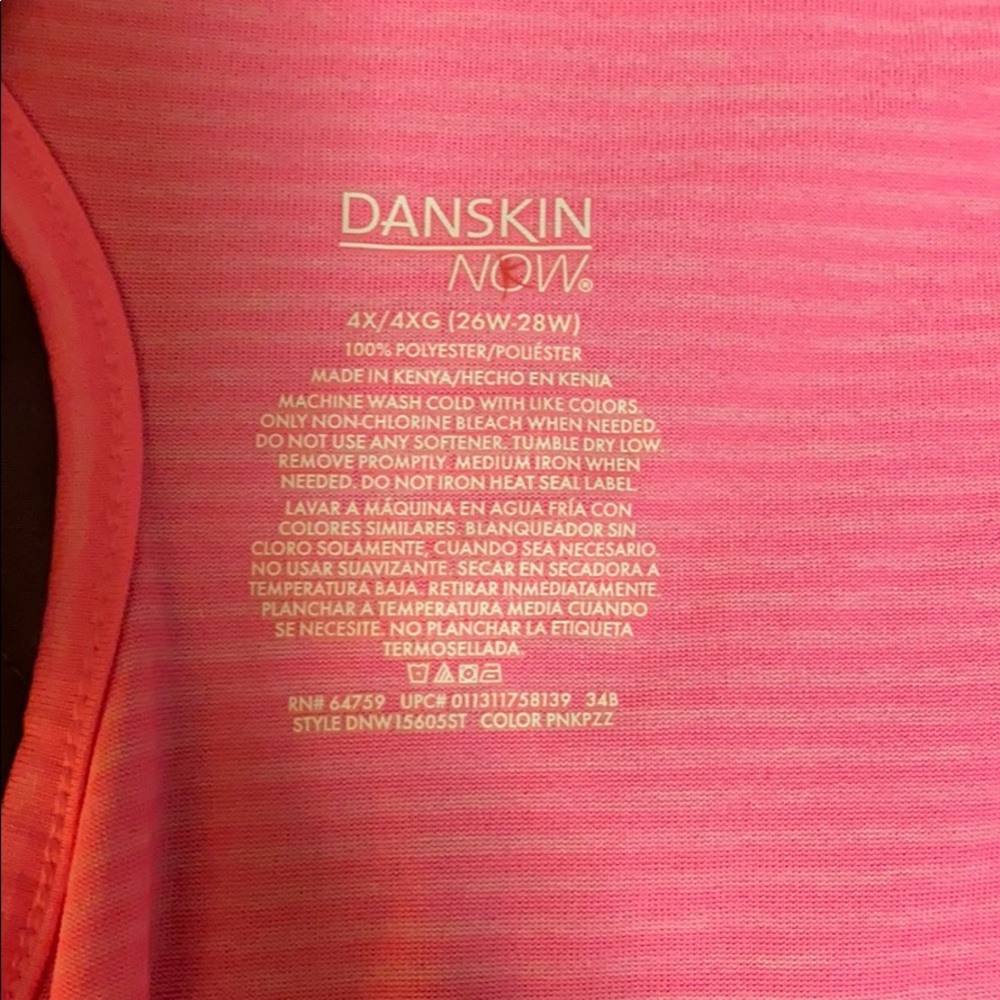 DANSKIN
NOW®
4X/4XG (26W-28W)
100% POLYESTER/POLIÉSTER
MADE IN KENYA/HECHO EN KENIA
MACHINE WASH COLD WITH LIKE COLORS.
ONLY NON-CHLORINE BLEACH WHEN NEEDED.
DO NOT USE ANY SOFTENER. TUMBLE DRY LOW.
REMOVE PROMPTLY. MEDIUM IRON WHEN
NEEDED. DO NOT IRON HEAT SEAL LABEL.
LAVAR A MÁQUINA EN AGUA FRÍA CON
COLORES SIMILARES. BLANQUEADOR SIN
CLORO SOLAMENTE, CUANDO SEA NECESARIO.
NO USAR SUAVIZANTE. SECAR EN SECADORA A
TEMPERATURA BAJA. RETIRAR INMEDIATAMENTE.
PLANCHAR A TEMPERATURA MEDIA CUANDO
SE NECESITE. NO PLANCHAR LA ETIQUETA
TERMOSELLADA.
RN# 64759 UPC# 011311758139 34B
STYLE DNW15605ST COLOR PNKPZZ